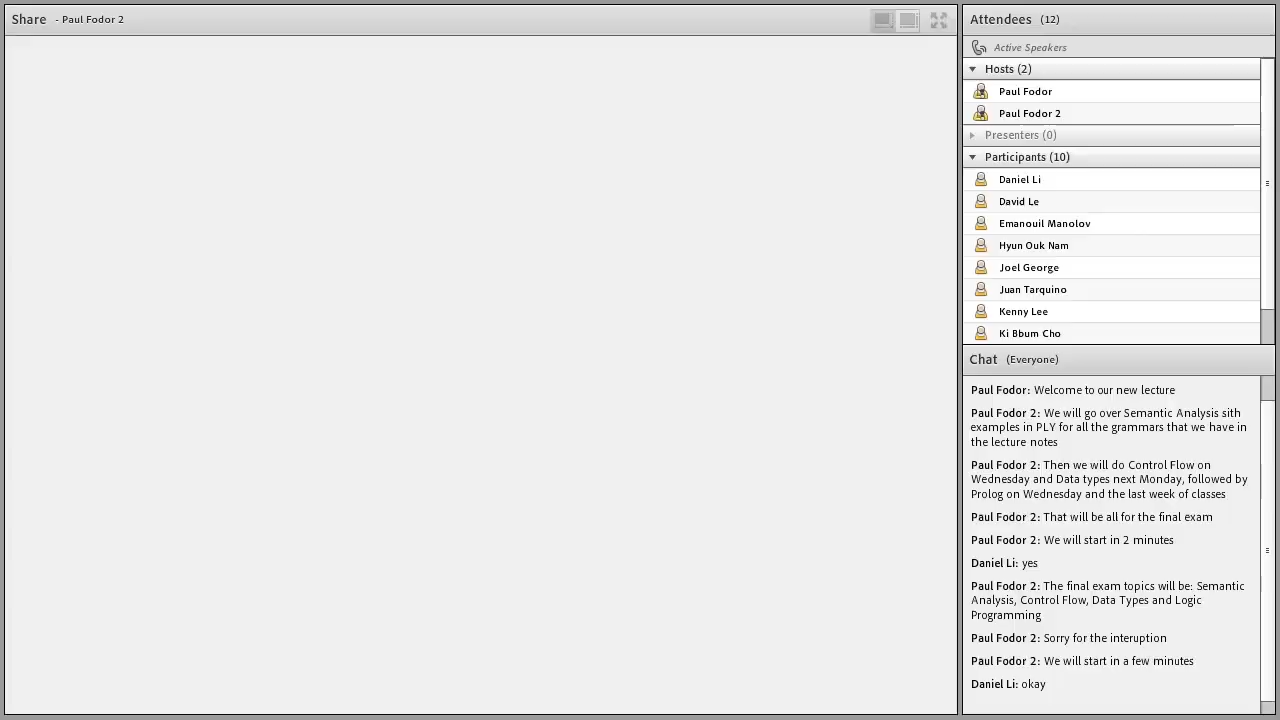 Share - Paul Fodor 2
Attendees (12)
Active Speakers
Hosts (2)
Paul Fodor
Paul Fodor 2
Presenters (0)
Participants (10)
Daniel Li
David Le
Emanouil Manolov
Hyun Ouk Nam
Joel George
Juan Tarquino
Kenny Lee
Ki Bbum Cho
Chat (Everyone)
Paul Fodor: Welcome to our new lecture
Paul Fodor 2: We will go over Semantic Analysis sith
examples in PLY for all the grammars that we have in
the lecture notes
Paul Fodor 2: Then we will do Control Flow on
Wednesday and Data types next Monday, followed by
Prolog on Wednesday and the last week of classes
Paul Fodor 2: That will be all for the final exam
Paul Fodor 2: We will start in 2 minutes
Daniel Li: yes
Paul Fodor 2: The final exam topics will be: Semantic
Analysis, Control Flow, Data Types and Logic
Programming
Paul Fodor 2: Sorry for the interuption
Paul Fodor 2: We will start in a few minutes
Daniel Li: okay